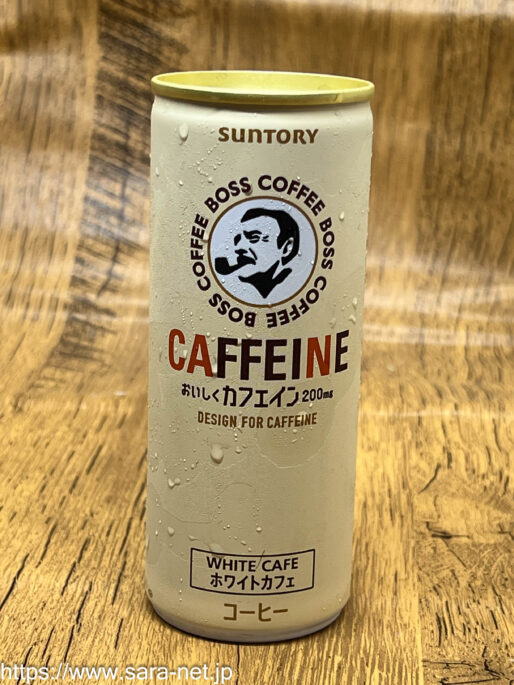 SUNTORY
BOSS COFFEE BOSS COFFEE BOSS COFFEE
CAFFEINE
おいしくカフェイン200mg
DESIGN FOR CAFFEINE
WHITE CAFE
ホワイトカフェ
コーヒー
https://www.sara-net.jp